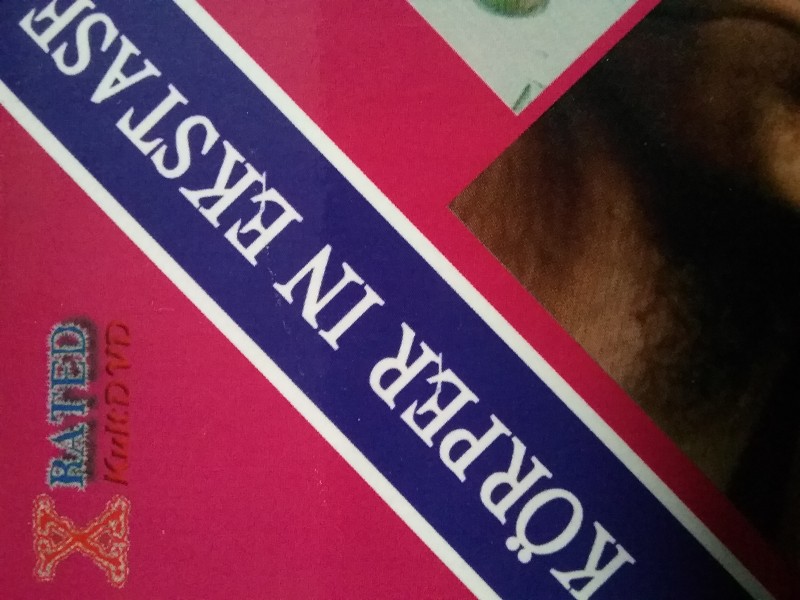 KÖRPER IN EKSTASE
X RATED
Kult DVD